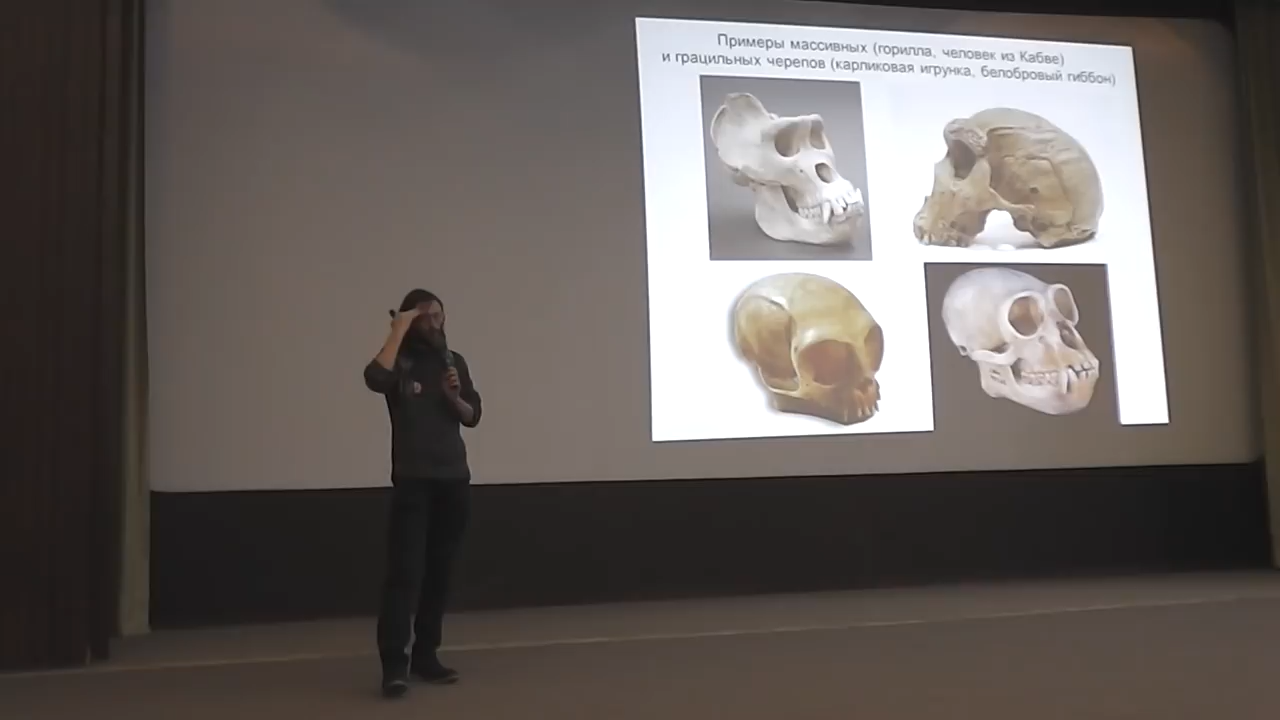 Примеры массивных (горилла, человек из Кабве)
и грацильных черепов (карликовая игрунка, белобровый гиббон)